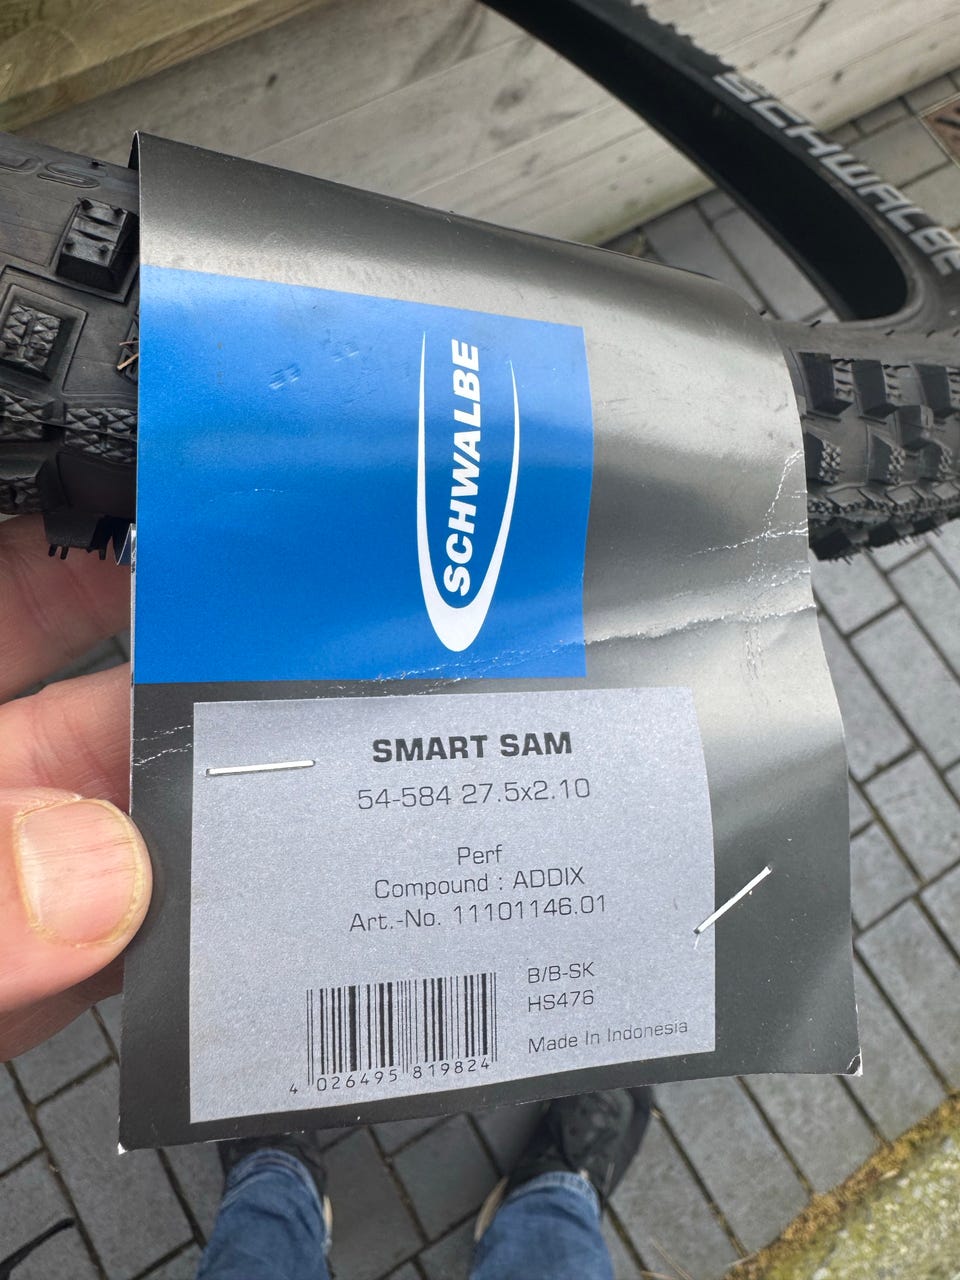 SCHWALBE
SCHWALBE
SMART SAM
54-584 27.5x2.10
Perf
Compound : ADDIX
Art.-No. 11101146.01
B/B-SK
HS476
Made In Indonesia
4 026495 819824